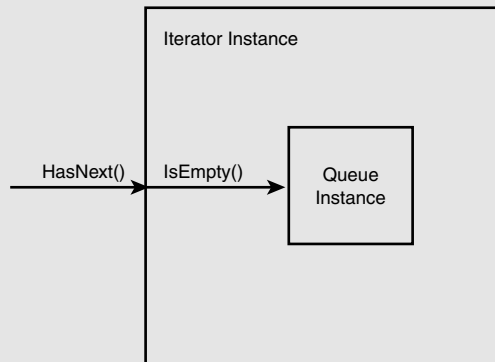 Iterator Instance
HasNext()
IsEmpty()
Queue
Instance